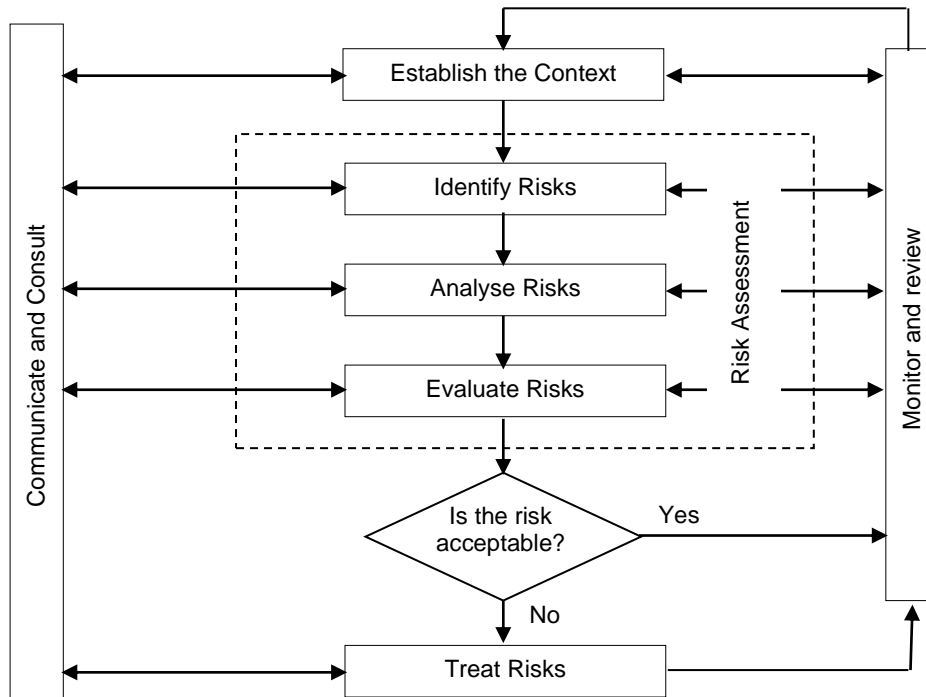 Establish the Context
Identify Risks
Analyse Risks
Evaluate Risks
Is the risk
acceptable?
Yes
No
Treat Risks
Communicate and Consult
Risk Assessment
Monitor and review